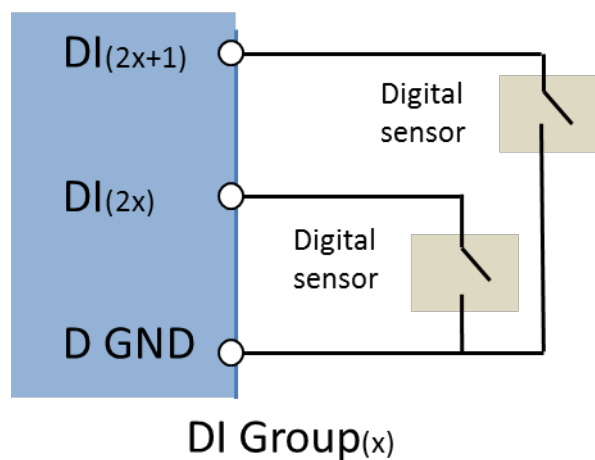 DI(2x+1)
Digital
sensor
DI(2x)
Digital
sensor
D GND
DI Group(x)